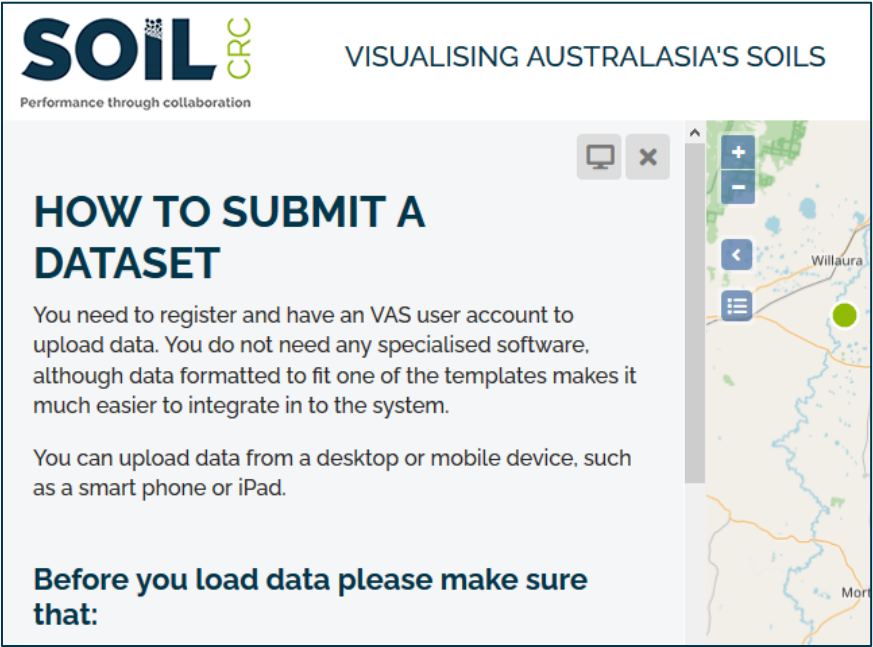 SOIL CRC
Performance through collaboration
VISUALISING AUSTRALASIA'S SOILS
HOW TO SUBMIT A
DATASET
You need to register and have an VAS user account to
upload data. You do not need any specialised software,
although data formatted to fit one of the templates makes it
much easier to integrate in to the system.
You can upload data from a desktop or mobile device, such
as a smart phone or iPad.
Before you load data please make sure
that:
Willaura
Mort